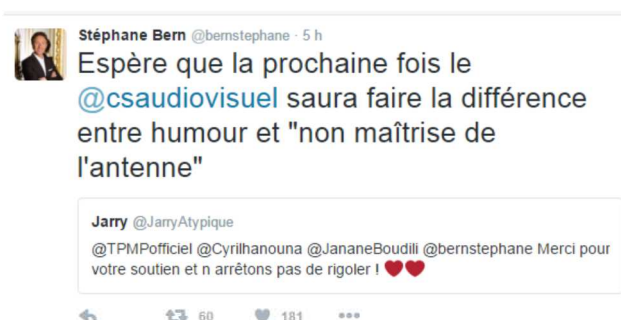 Stéphane Bern @bernstephane · 5 h
Espère que la prochaine fois le
@csaudiovisuel saura faire la différence
entre humour et "non maîtrise de
l'antenne"
Jarry @JarryAtypique
@TPMPofficiel @Cyrilhanouna @JananeBoudili @bernstephane Merci pour
votre soutien et n arrêtons pas de rigoler ! ❤❤
60 181